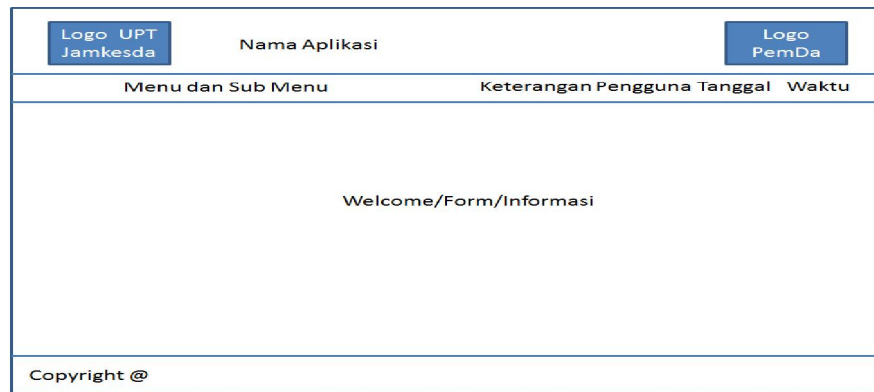 Logo UPT
Jamkesda
Nama Aplikasi
Logo
PemDa
Menu dan Sub Menu
Keterangan Pengguna Tanggal Waktu
Welcome/Form/Informasi
Copyright @